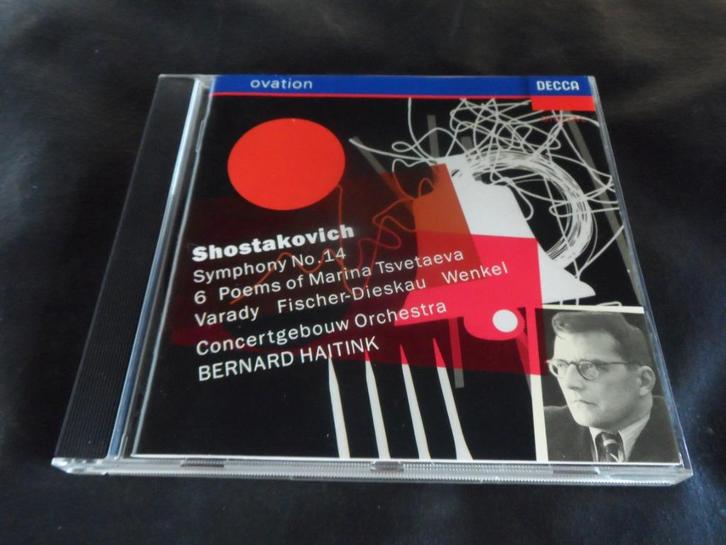 ovation
DECCA
Shostakovich
Symphony No.14
6 Poems of Marina Tsvetaeva
Varady Fischer-Dieskau Wenkel
Concertgebouw Orchestra
BERNARD HAITINK